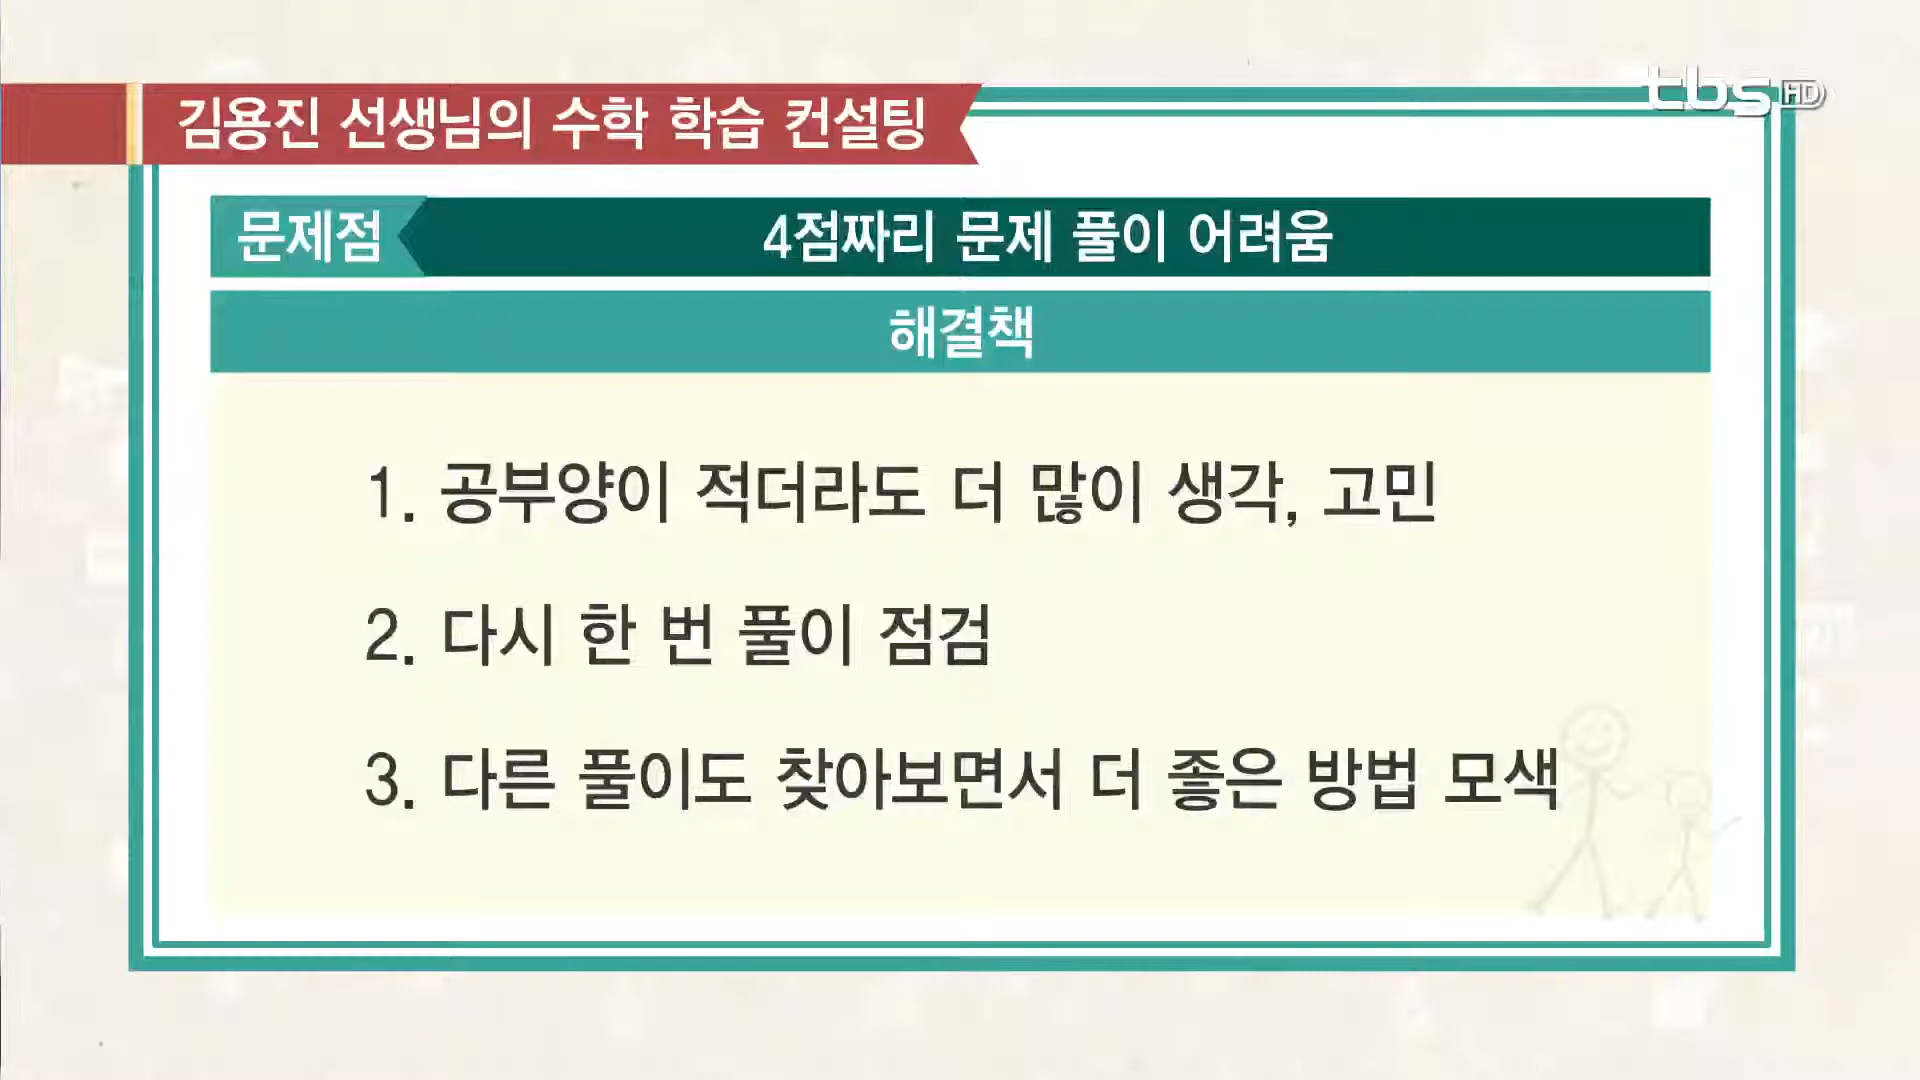 김용진 선생님의 수학 학습 컨설팅
tbs HD
문제점
4점짜리 문제 풀이 어려움
해결책
1. 공부양이 적더라도 더 많이 생각, 고민
2. 다시 한 번 풀이 점검
3. 다른 풀이도 찾아보면서 더 좋은 방법 모색